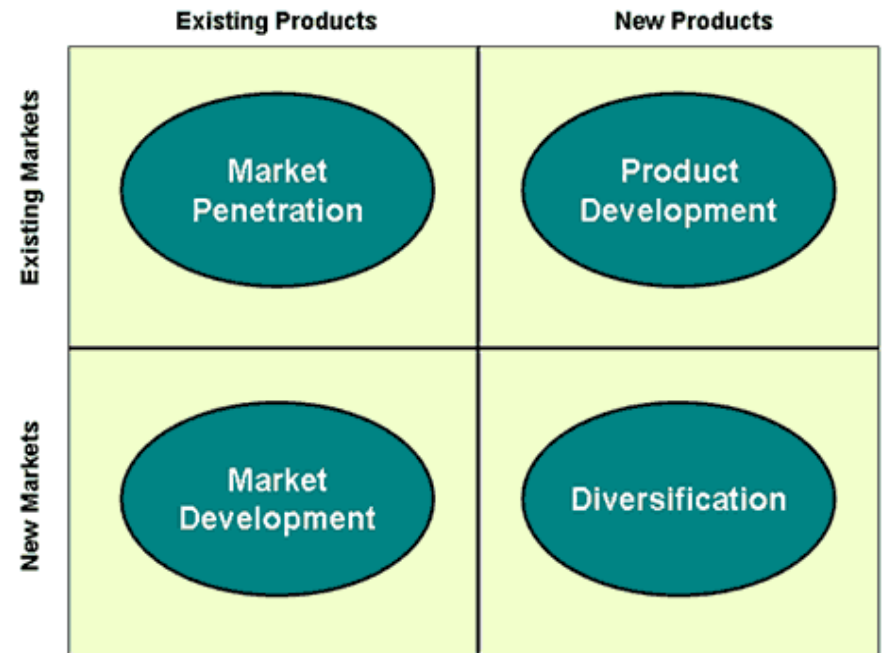 Existing Products
New Products
Existing Markets
Market
Penetration
Product
Development
New Markets
Market
Development
Diversification